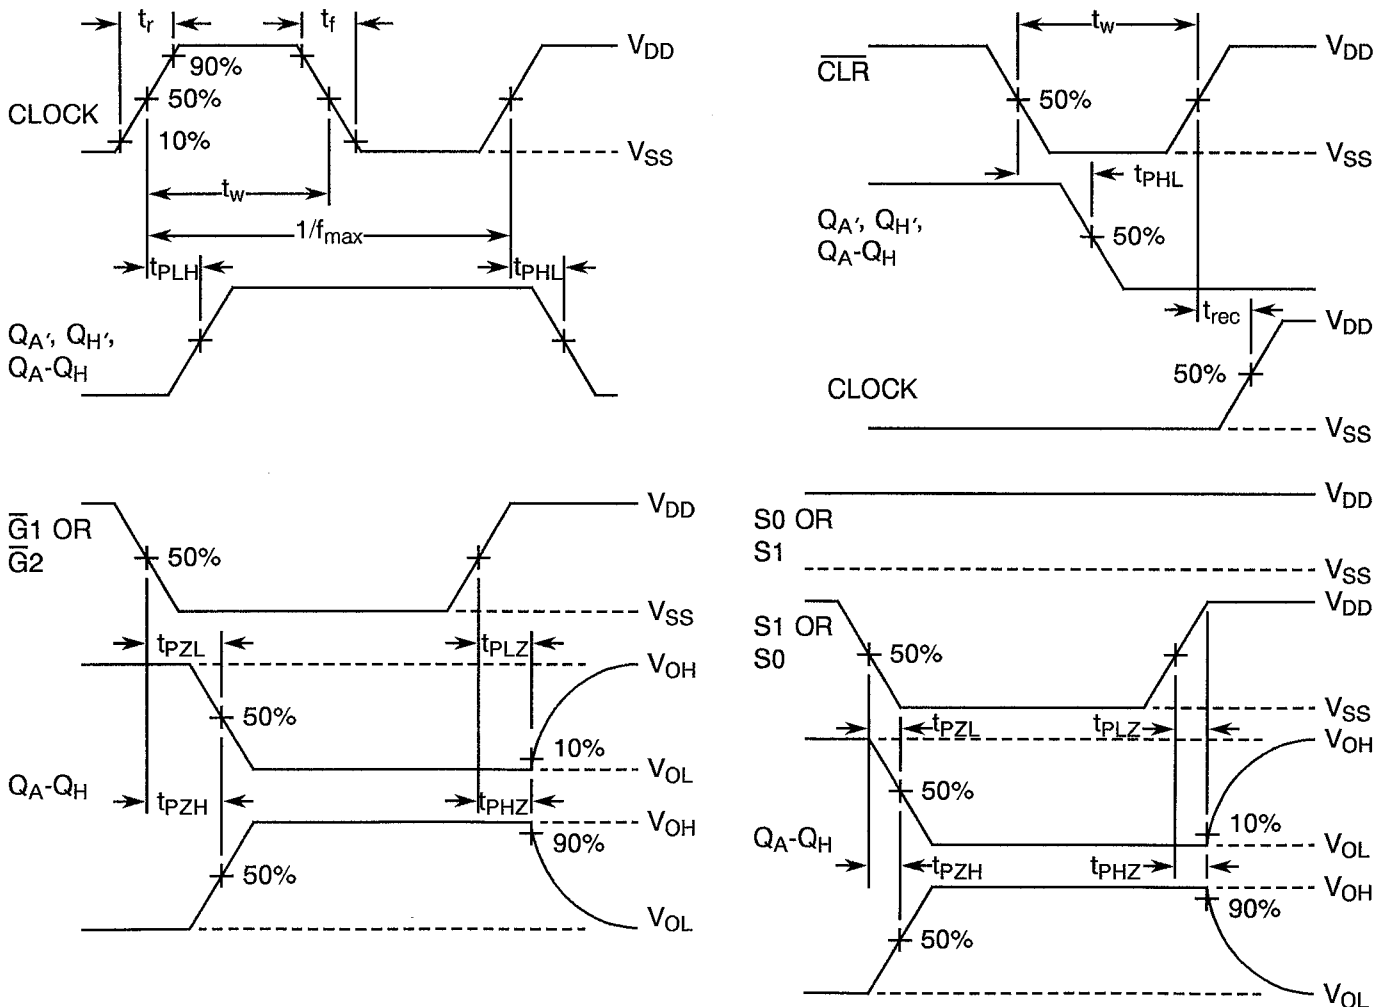 tr
tf
VDD
90%
CLOCK
50%
10%
VSS
tw
1/fmax
tPLH
tPHL
QA', QH',
QA-QH
tw
CLR
VDD
50%
VSS
tPHL
QA', QH',
QA-QH
50%
trec
VDD
50%
CLOCK
VSS
G1 OR
G2
VDD
50%
VSS
tPZL
tPLZ
VOH
50%
10%
VOL
QA-QH
tPZH
tPHZ
VOH
90%
50%
VOL
VDD
S0 OR
S1
VSS
VDD
S1 OR
S0
50%
VSS
tPZL
tPLZ
VOH
50%
10%
VOL
QA-QH
tPZH
tPHZ
VOH
90%
50%
VOL